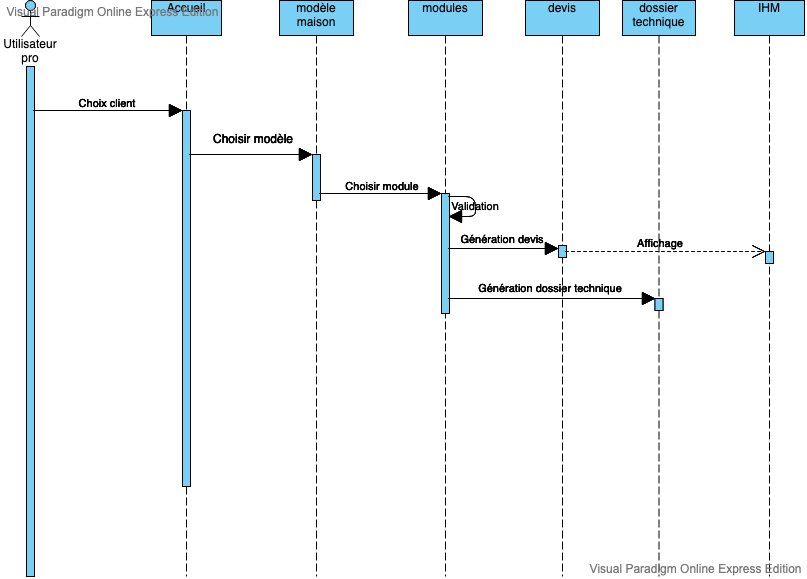 Visual Paradigm Online Express Edition
Accueil
modèle
maison
modules
devis
dossier
technique
IHM
Utilisateur
pro
Choix client
Choisir modèle
Choisir module
Validation
Génération devis
Affichage
Génération dossier technique
Visual Paradigm Online Express Edition